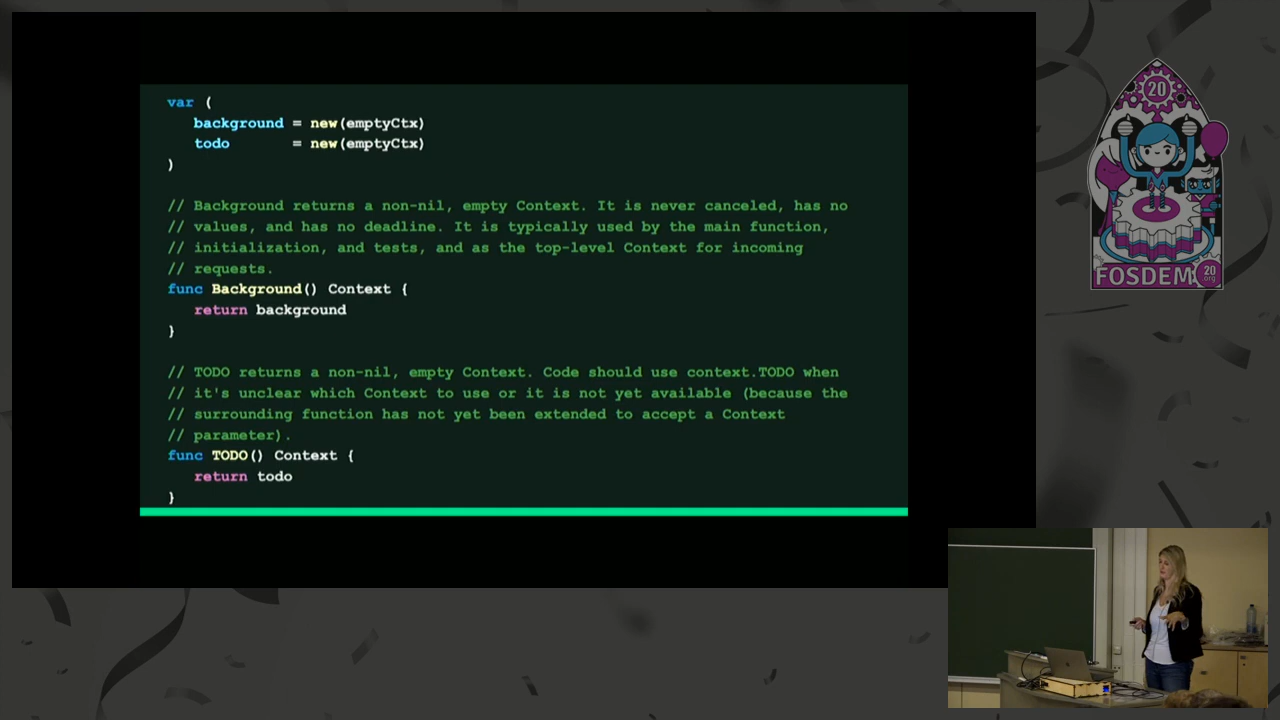 var (
background = new(emptyCtx)
todo = new(emptyCtx)
)
// Background returns a non-nil, empty Context. It is never canceled, has no
// values, and has no deadline. It is typically used by the main function,
// initialization, and tests, and as the top-level Context for incoming
// requests.
func Background() Context {
return background
}
// TODO returns a non-nil, empty Context. Code should use context.TODO when
// it's unclear which Context to use or it is not yet available (because the
// surrounding function has not yet been extended to accept a Context
// parameter).
func TODO() Context {
return todo
}
20
FOSDEM
20
.org